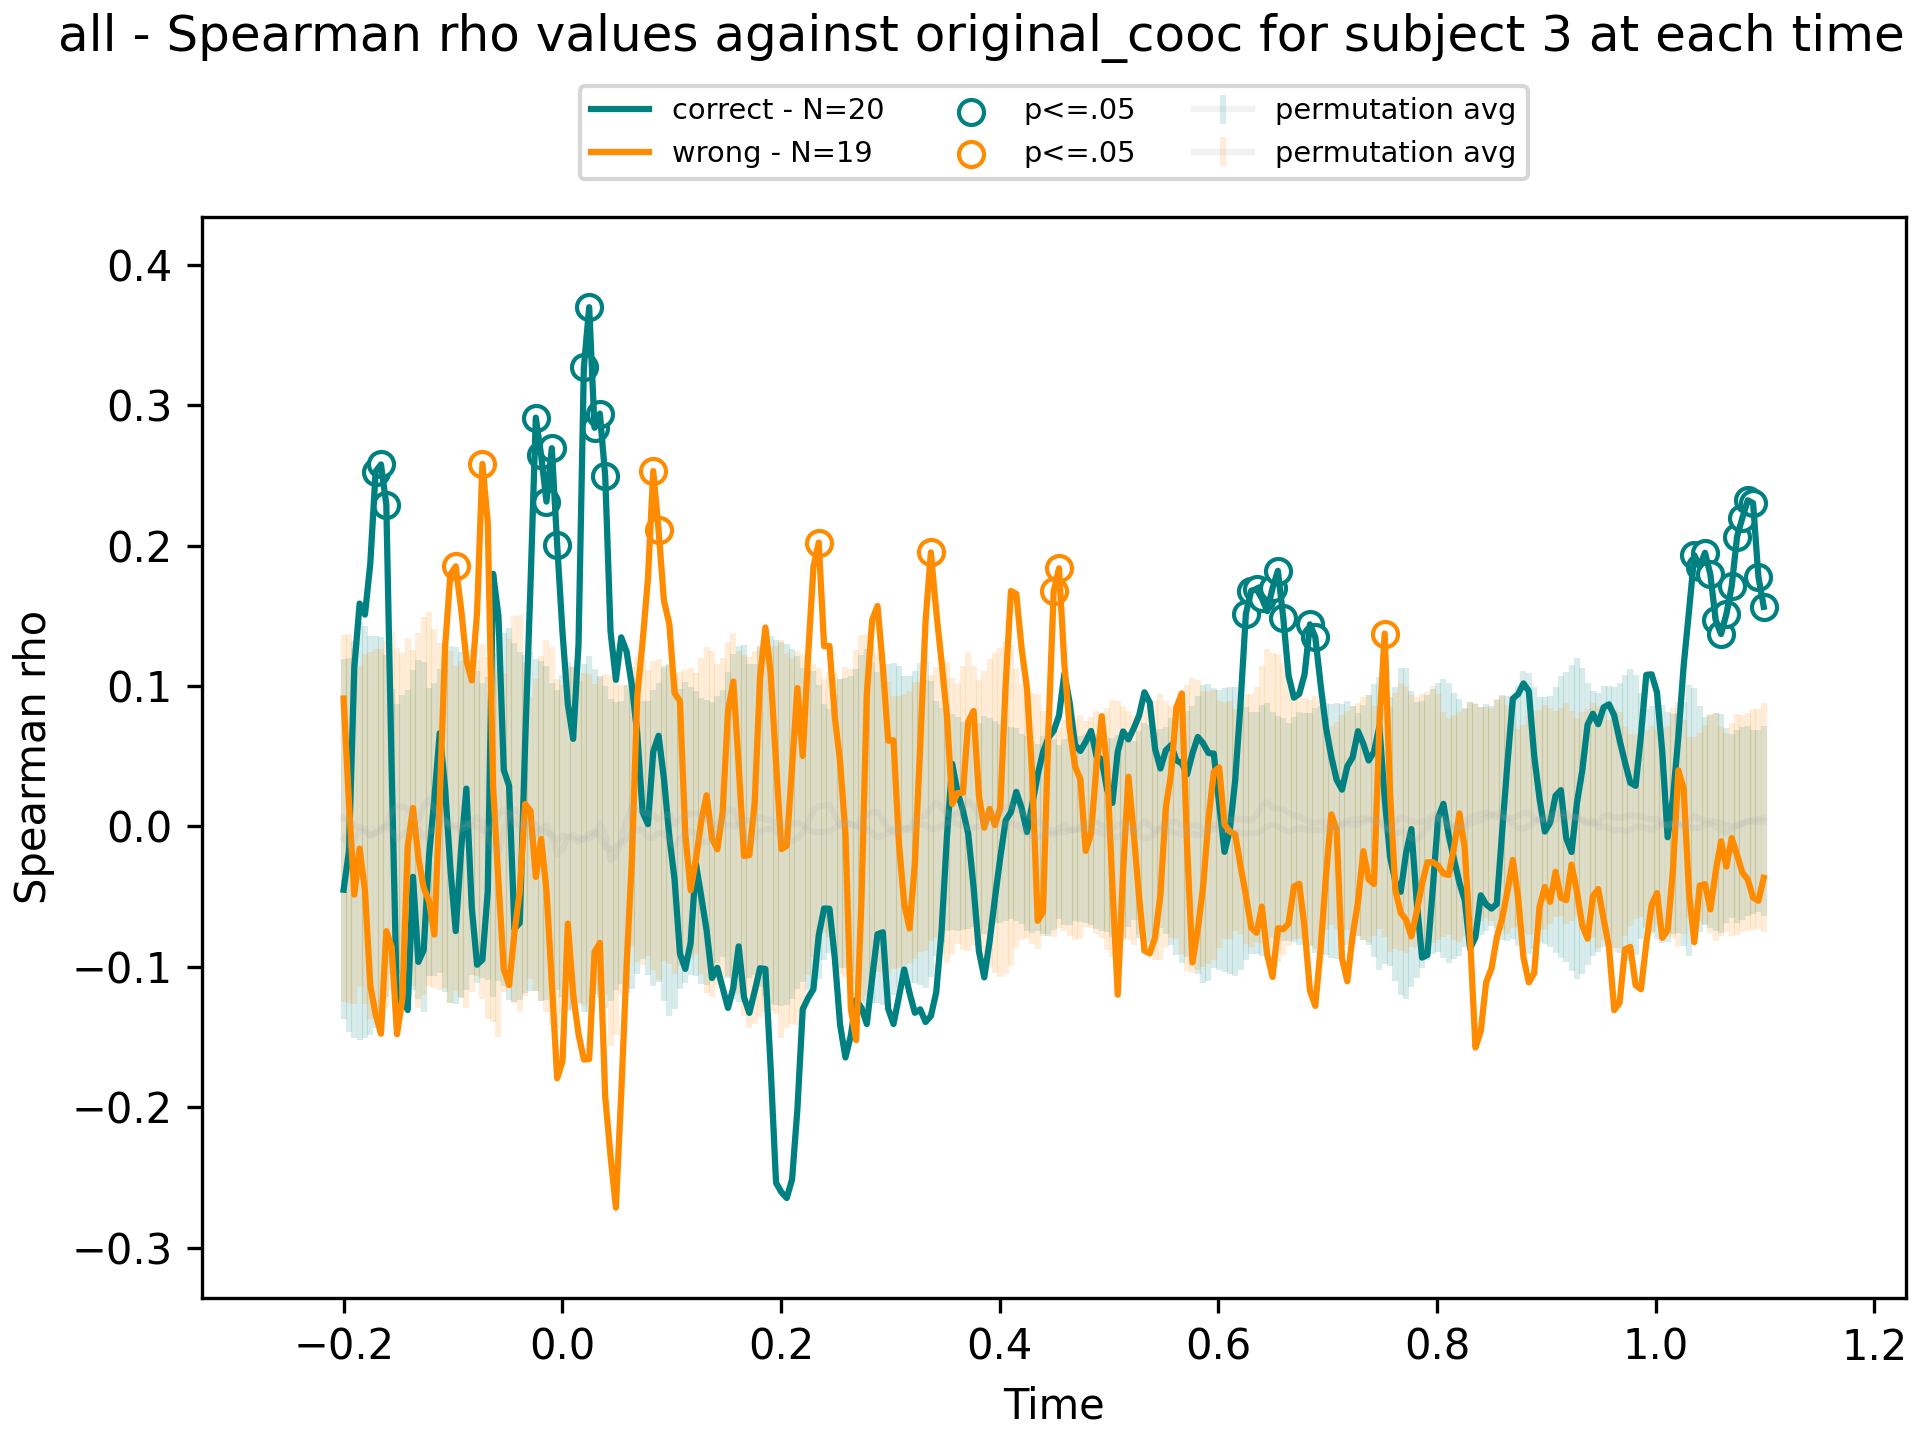 all - Spearman rho values against original_cooc for subject 3 at each time
correct - N=20
wrong - N=19
p<=.05
p<=.05
permutation avg
permutation avg
Spearman rho
0.4
0.3
0.2
0.1
0.0
−0.1
−0.2
−0.3
−0.2
0.0
0.2
0.4
0.6
0.8
1.0
1.2
Time